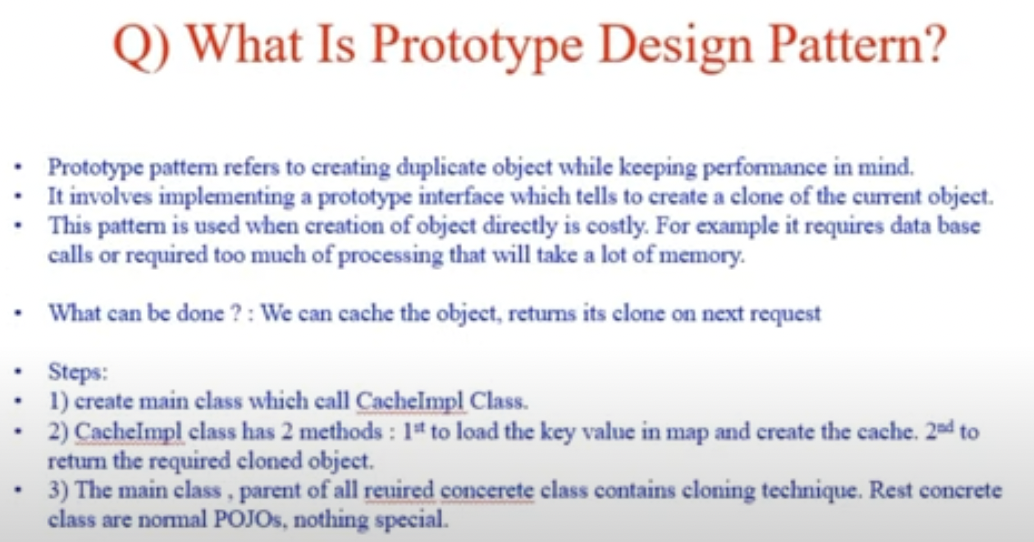 Q) What Is Prototype Design Pattern?
• Prototype pattern refers to creating duplicate object while keeping performance in mind.
• It involves implementing a prototype interface which tells to create a clone of the current object.
• This pattern is used when creation of object directly is costly. For example it requires data base
calls or required too much of processing that will take a lot of memory.
• What can be done ? : We can cache the object, returns its clone on next request
• Steps:
• 1) create main class which call CacheImpl Class.
• 2) CacheImpl class has 2 methods : 1st to load the key value in map and create the cache. 2nd to
return the required cloned object.
• 3) The main class , parent of all reuired concerete class contains cloning technique. Rest concrete
class are normal POJOs, nothing special.